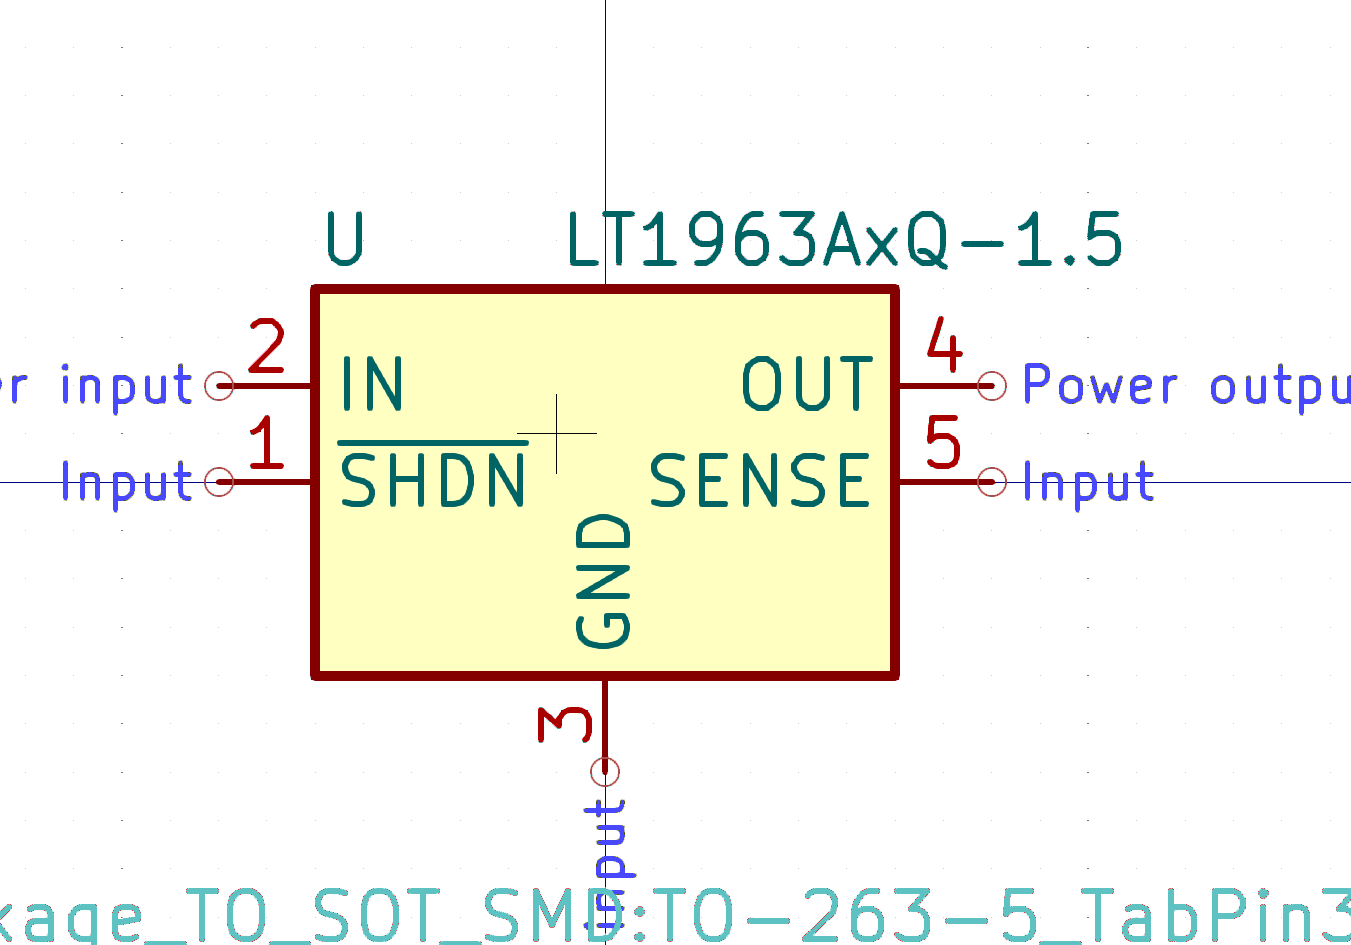 U LT1963AxQ-1.5
2 4
r input IN OUT Power outpu
1 5
Input SHDN SENSE Input
GND
3
Input
kage_TO_SOT_SMD:TO-263-5_TabPin3